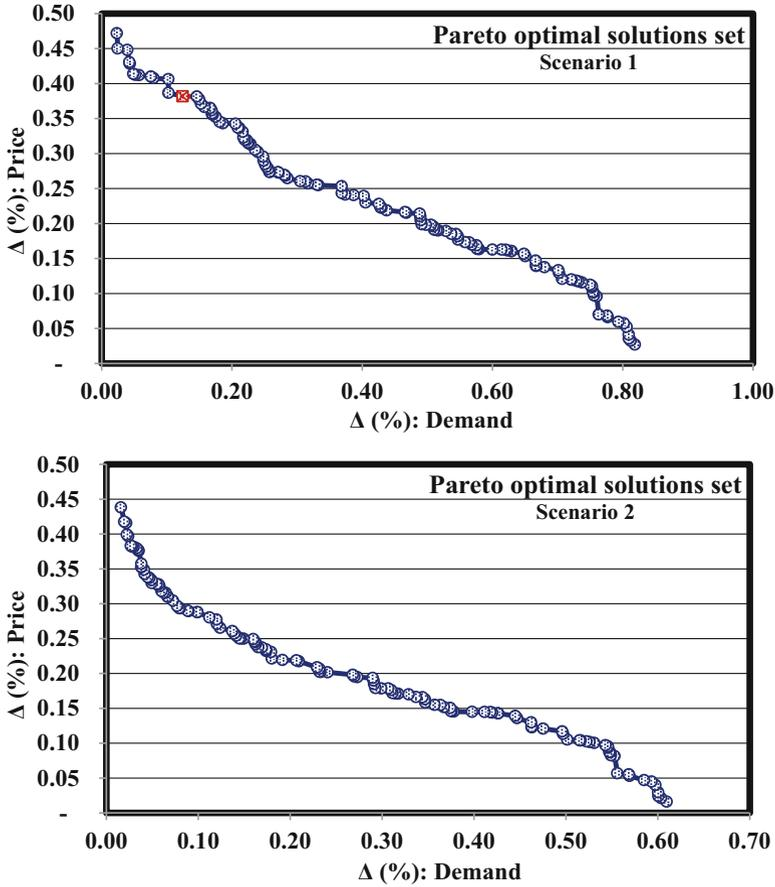 Pareto optimal solutions set
Scenario 1
Δ (%): Price
0.50
0.45
0.40
0.35
0.30
0.25
0.20
0.15
0.10
0.05
-
0.00 0.20 0.40 0.60 0.80 1.00
Δ (%): Demand
Pareto optimal solutions set
Scenario 2
Δ (%): Price
0.50
0.45
0.40
0.35
0.30
0.25
0.20
0.15
0.10
0.05
-
0.00 0.10 0.20 0.30 0.40 0.50 0.60 0.70
Δ (%): Demand